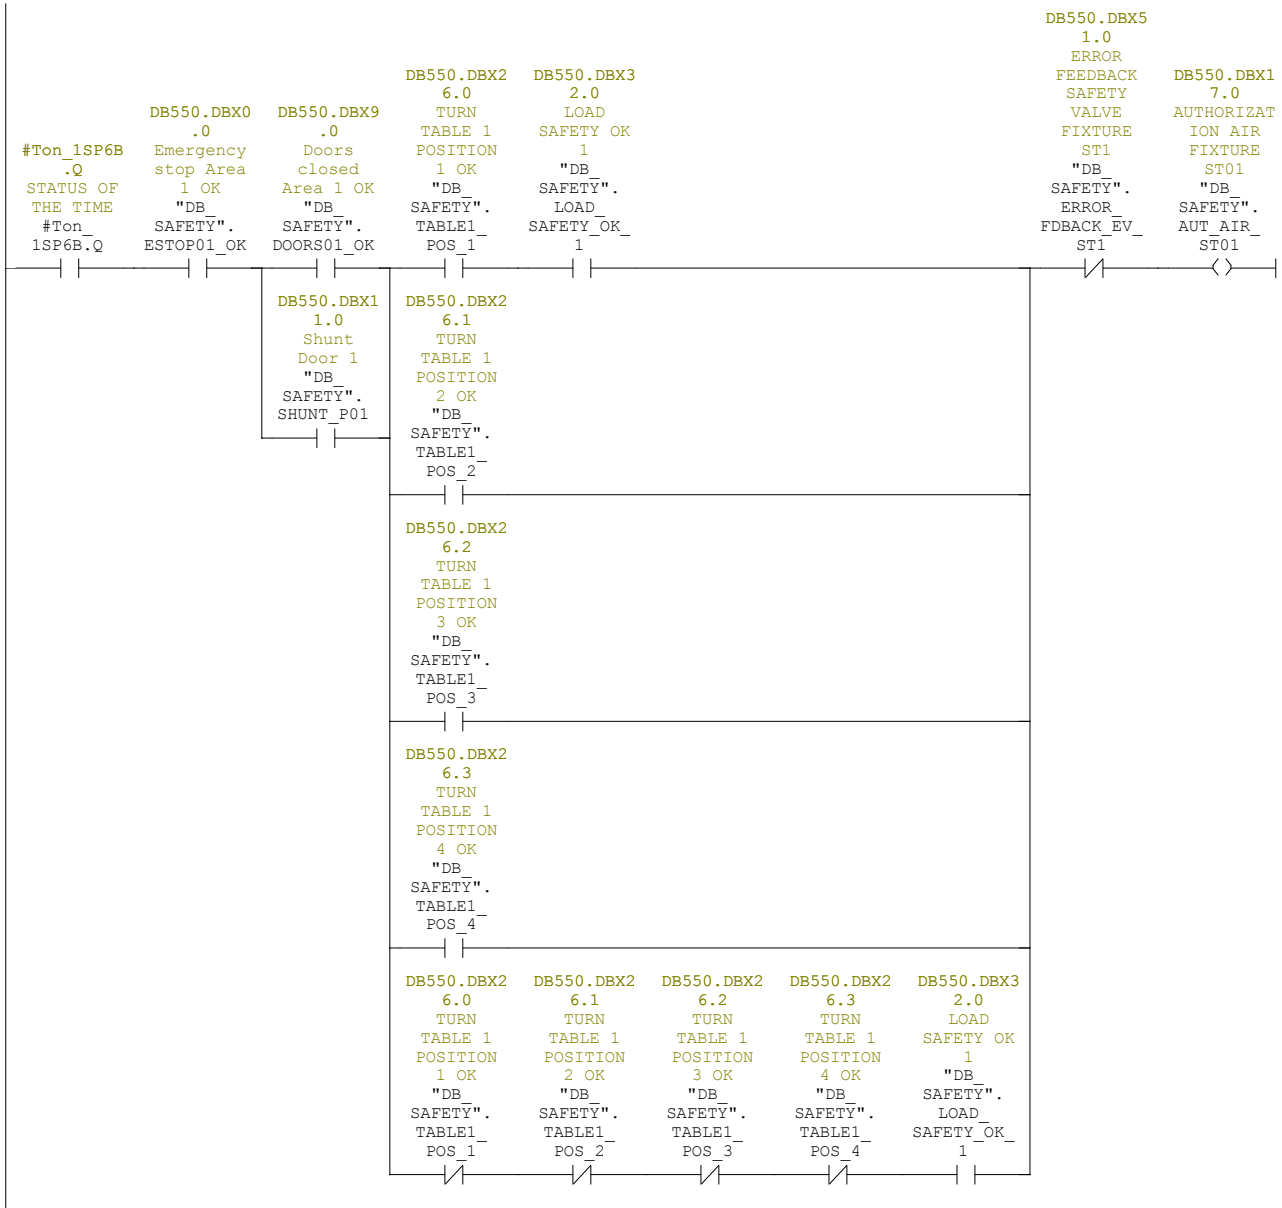 #Ton_1SP6B
.Q
STATUS OF
THE TIME
#Ton_
1SP6B.Q
DB550.DBX0
.0
Emergency
stop Area
1 OK
"DB_
SAFETY".
ESTOP01_OK
DB550.DBX9
.0
Doors
closed
Area 1 OK
"DB_
SAFETY".
DOORS01_OK
DB550.DBX2
6.0
TURN
TABLE 1
POSITION
1 OK
"DB_
SAFETY".
TABLE1_
POS_1
DB550.DBX3
2.0
LOAD
SAFETY OK
1
"DB_
SAFETY".
LOAD_
SAFETY_OK_
1
DB550.DBX5
1.0
ERROR
FEEDBACK
SAFETY
VALVE
FIXTURE
ST1
"DB_
SAFETY".
ERROR_
FDBACK_EV_
ST1
DB550.DBX1
7.0
AUTHORIZAT
ION AIR
FIXTURE
ST01
"DB_
SAFETY".
AUT_AIR_
ST01
DB550.DBX1
1.0
Shunt
Door 1
"DB_
SAFETY".
SHUNT_P01
DB550.DBX2
6.1
TURN
TABLE 1
POSITION
2 OK
"DB_
SAFETY".
TABLE1_
POS_2
DB550.DBX2
6.2
TURN
TABLE 1
POSITION
3 OK
"DB_
SAFETY".
TABLE1_
POS_3
DB550.DBX2
6.3
TURN
TABLE 1
POSITION
4 OK
"DB_
SAFETY".
TABLE1_
POS_4
DB550.DBX2
6.0
TURN
TABLE 1
POSITION
1 OK
"DB_
SAFETY".
TABLE1_
POS_1
DB550.DBX2
6.1
TURN
TABLE 1
POSITION
2 OK
"DB_
SAFETY".
TABLE1_
POS_2
DB550.DBX2
6.2
TURN
TABLE 1
POSITION
3 OK
"DB_
SAFETY".
TABLE1_
POS_3
DB550.DBX2
6.3
TURN
TABLE 1
POSITION
4 OK
"DB_
SAFETY".
TABLE1_
POS_4
DB550.DBX3
2.0
LOAD
SAFETY OK
1
"DB_
SAFETY".
LOAD_
SAFETY_OK_
1